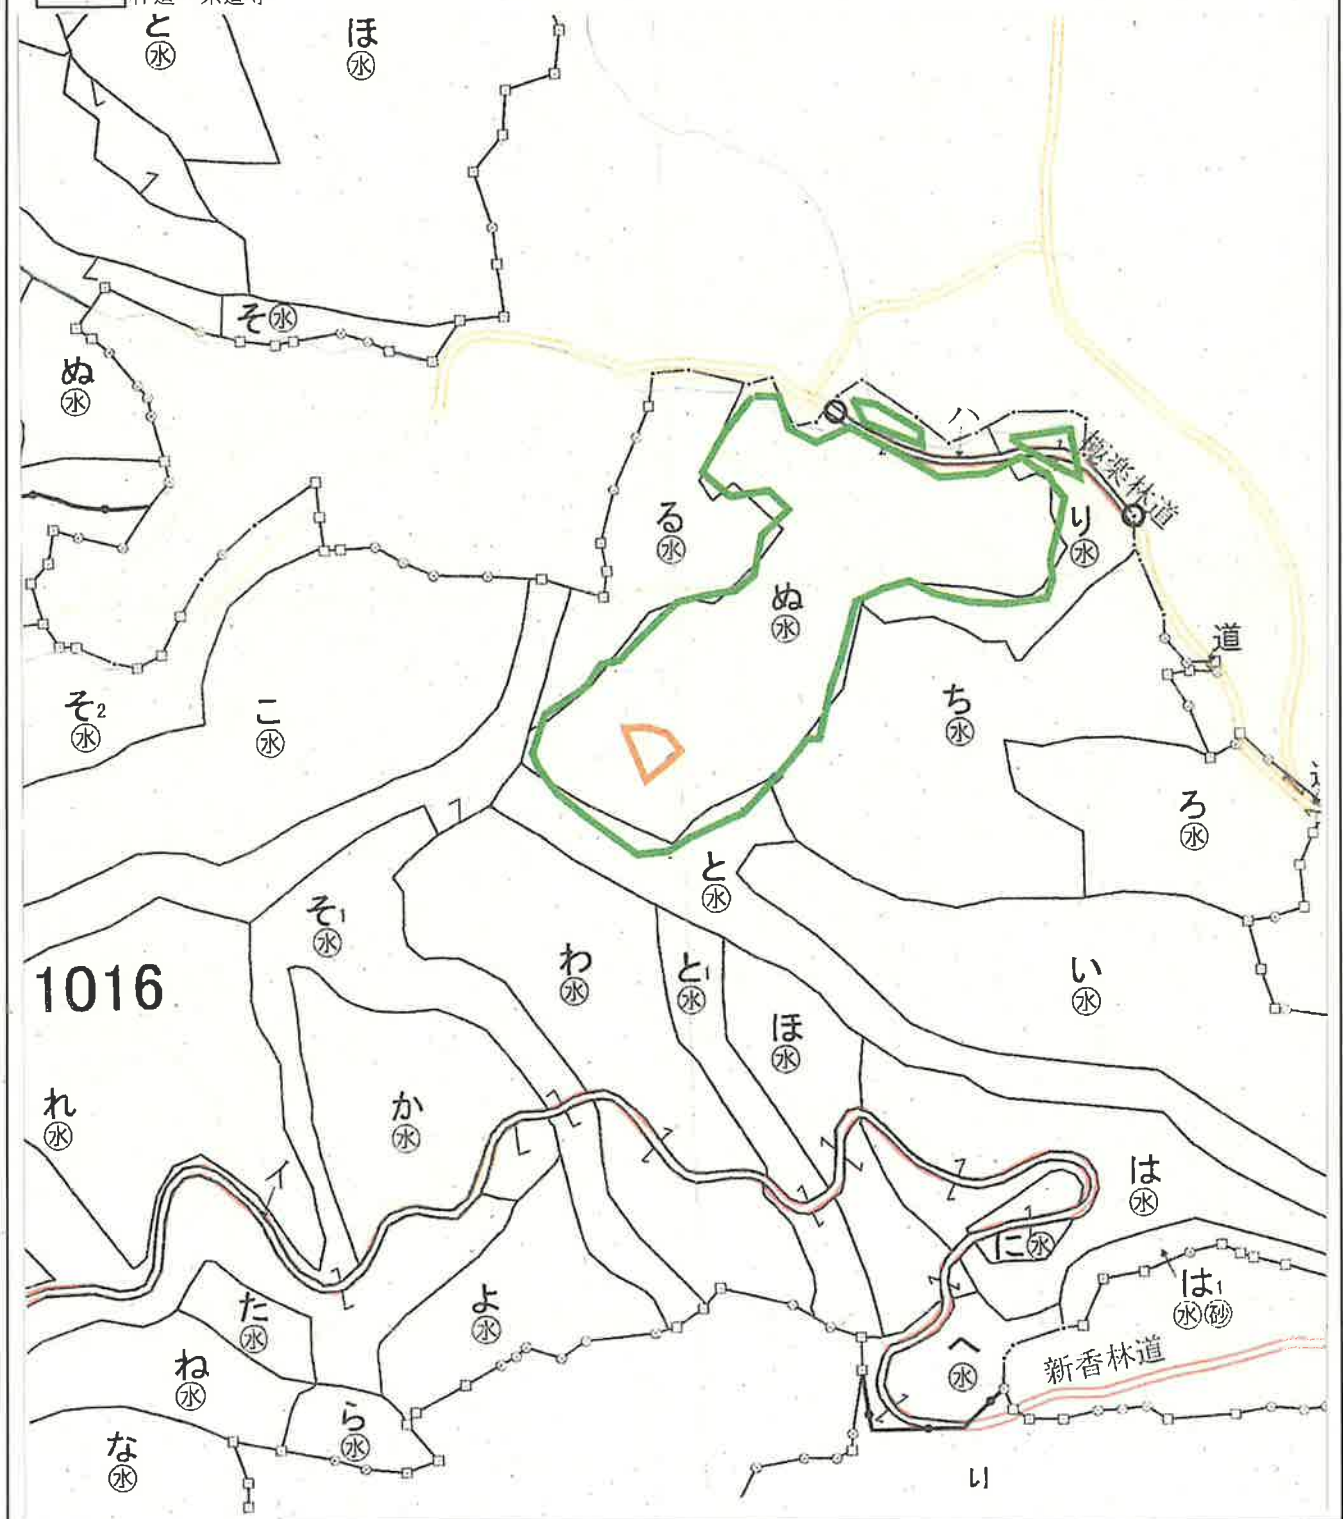 と
水
ほ
水
そ水
ぬ
水
る
水
ハ
極楽林道
り
水
ぬ
水
道
そ2
水
こ
水
ち
水
ろ
水
と
水
そ1
水
1016
わ
水
と1
水
ほ
水
い
水
れ
水
か
水
イ
は
水
に水
は1
水砂
た
水
よ
水
へ
水
新香林道
ね
水
ら
水
な
水
り